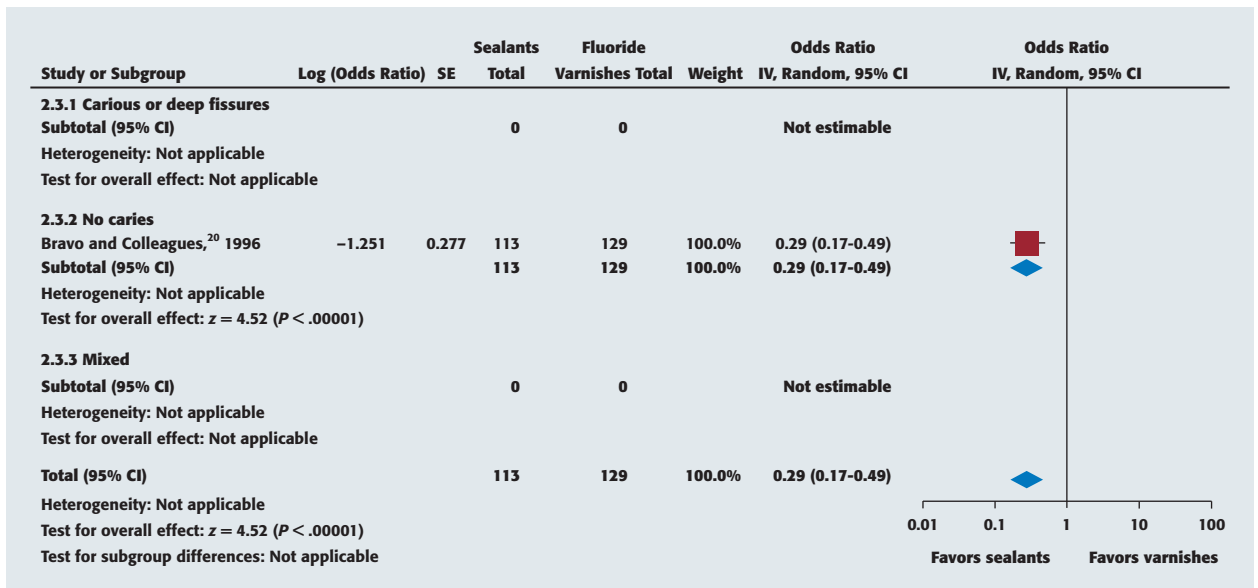 Study or Subgroup Log (Odds Ratio) SE Sealants Total Fluoride Varnishes Total Weight Odds Ratio IV, Random, 95% CI Odds Ratio IV, Random, 95% CI
2.3.1 Carious or deep fissures
Subtotal (95% CI) 0 0 Not estimable
Heterogeneity: Not applicable
Test for overall effect: Not applicable
2.3.2 No caries
Bravo and Colleagues,20 1996 −1.251 0.277 113 129 100.0% 0.29 (0.17-0.49)
Subtotal (95% CI) 113 129 100.0% 0.29 (0.17-0.49)
Heterogeneity: Not applicable
Test for overall effect: z = 4.52 (P < .00001)
2.3.3 Mixed
Subtotal (95% CI) 0 0 Not estimable
Heterogeneity: Not applicable
Test for overall effect: Not applicable
Total (95% CI) 113 129 100.0% 0.29 (0.17-0.49)
Heterogeneity: Not applicable
Test for overall effect: z = 4.52 (P < .00001)
Test for subgroup differences: Not applicable
0.01 0.1 1 10 100
Favors sealants Favors varnishes